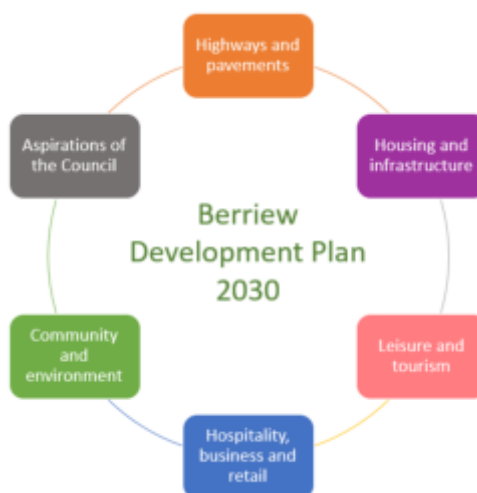 Highways and
pavements
Aspirations of
the Council
Housing and
infrastructure
Berriew
Development Plan
2030
Community
and
environment
Leisure and
tourism
Hospitality,
business and
retail